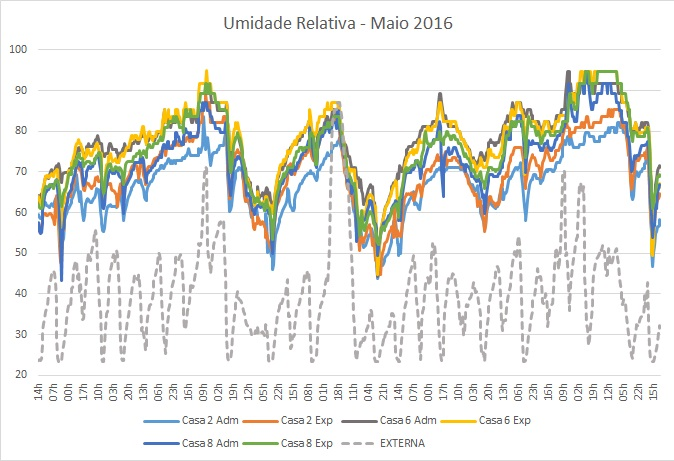 Umidade Relativa - Maio 2016
100
90
80
70
60
50
40
30
20
14h 07h 00h 17h 10h 03h 20h 13h 06h 23h 16h 09h 02h 19h 12h 05h 22h 15h 08h 01h 18h 11h 04h 21h 14h 07h 00h 17h 10h 03h 20h 13h 06h 23h 16h 09h 02h 19h 12h 05h 22h 15h
Casa 2 Adm Casa 2 Exp Casa 6 Adm Casa 6 Exp
Casa 8 Adm Casa 8 Exp EXTERNA